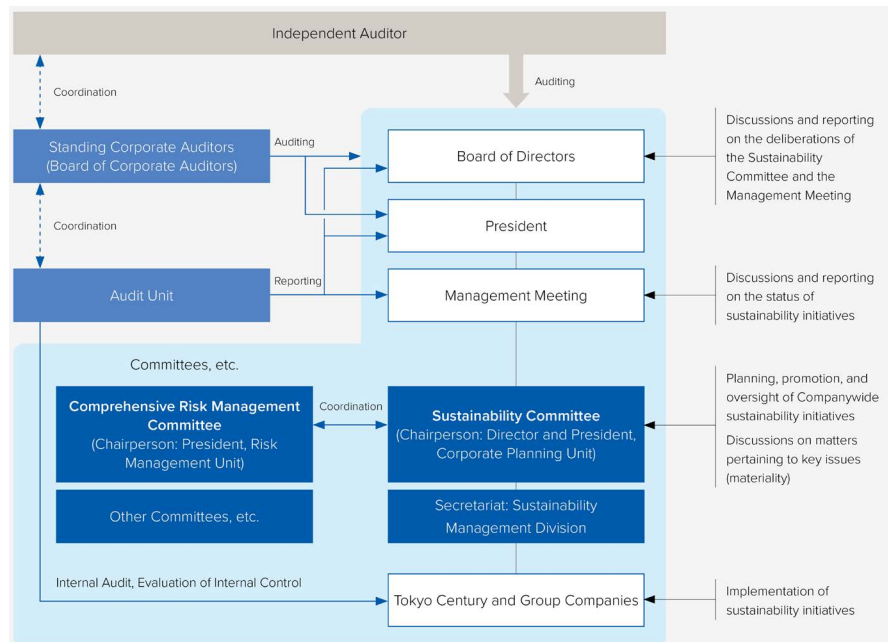 Independent Auditor
Coordination
Auditing
Standing Corporate Auditors
(Board of Corporate Auditors)
Auditing
Board of Directors
Discussions and reporting
on the deliberations of
the Sustainability
Committee and the
Management Meeting
Coordination
President
Audit Unit
Reporting
Management Meeting
Discussions and reporting
on the status of
sustainability initiatives
Committees, etc.
Comprehensive Risk Management
Committee
(Chairperson: President, Risk
Management Unit)
Coordination
Sustainability Committee
(Chairperson: Director and President,
Corporate Planning Unit)
Planning, promotion, and
oversight of Companywide
sustainability initiatives
Discussions on matters
pertaining to key issues
(materiality)
Other Committees, etc.
Secretariat: Sustainability
Management Division
Internal Audit, Evaluation of Internal Control
Tokyo Century and Group Companies
Implementation of
sustainability initiatives